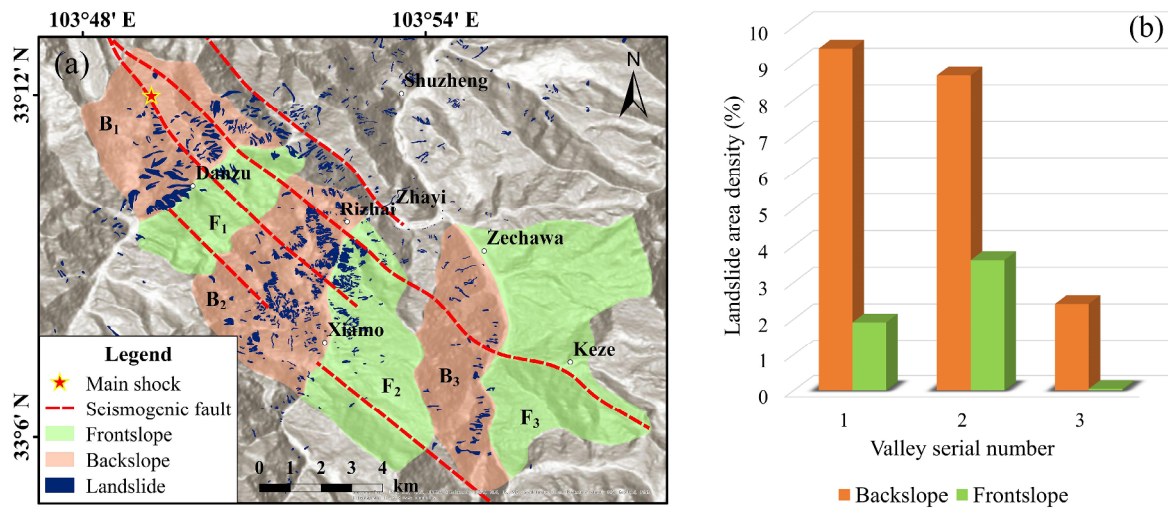 103°48' E
103°54' E
(a)
N
33°12' N
33°6' N
Shuzheng
B1
Danzu
Zhayi
Rizhai
F1
Zechawa
B2
Xiamo
Keze
F2
B3
F3
Legend
Main shock
Seismogenic fault
Frontslope
Backslope
Landslide
0 1 2 3 4
km
(b)
Landslide area density (%)
10
9
8
7
6
5
4
3
2
1
0
1 2 3
Valley serial number
Backslope Frontslope